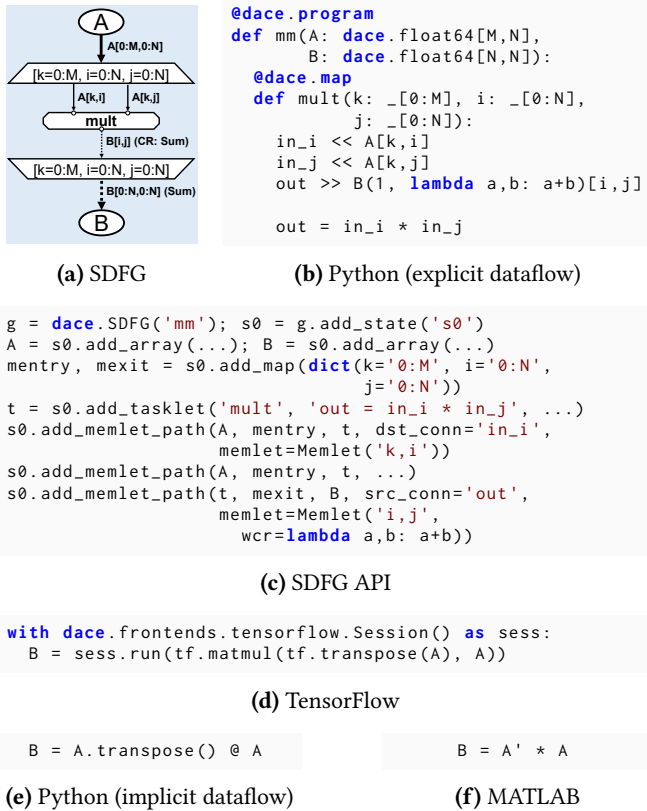 A
A[0:M,0:N]
[k=0:M, i=0:N, j=0:N]
A[k,i] A[k,j]
mult
B[i,j] (CR: Sum)
[k=0:M, i=0:N, j=0:N]
B[0:N,0:N] (Sum)
B
(a) SDFG
@dace.program
def mm(A: dace.float64[M,N],
       B: dace.float64[N,N]):
  @dace.map
  def mult(k: _[0:M], i: _[0:N],
           j: _[0:N]):
    in_i << A[k,i]
    in_j << A[k,j]
    out >> B(1, lambda a,b: a+b)[i,j]
    out = in_i * in_j
(b) Python (explicit dataflow)
g = dace.SDFG('mm'); s0 = g.add_state('s0')
A = s0.add_array(...); B = s0.add_array(...)
mentry, mexit = s0.add_map(dict(k='0:M', i='0:N',
                                j='0:N'))
t = s0.add_tasklet('mult', 'out = in_i * in_j', ...)
s0.add_memlet_path(A, mentry, t, dst_conn='in_i',
                   memlet=Memlet('k,i'))
s0.add_memlet_path(A, mentry, t, ...)
s0.add_memlet_path(t, mexit, B, src_conn='out',
                   memlet=Memlet('i,j',
                     wcr=lambda a,b: a+b))
(c) SDFG API
with dace.frontends.tensorflow.Session() as sess:
  B = sess.run(tf.matmul(tf.transpose(A), A))
(d) TensorFlow
B = A.transpose() @ A
(e) Python (implicit dataflow)
B = A' * A
(f) MATLAB